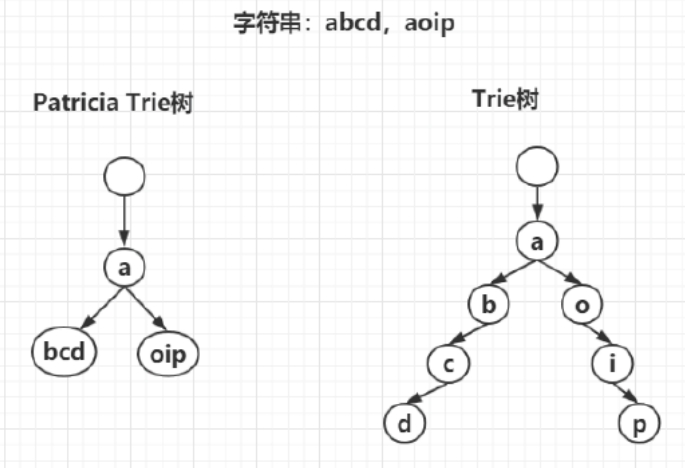 字符串：abcd，aoip
Patricia Trie树
Trie树
a
bcd
oip
a
b
o
c
i
d
p